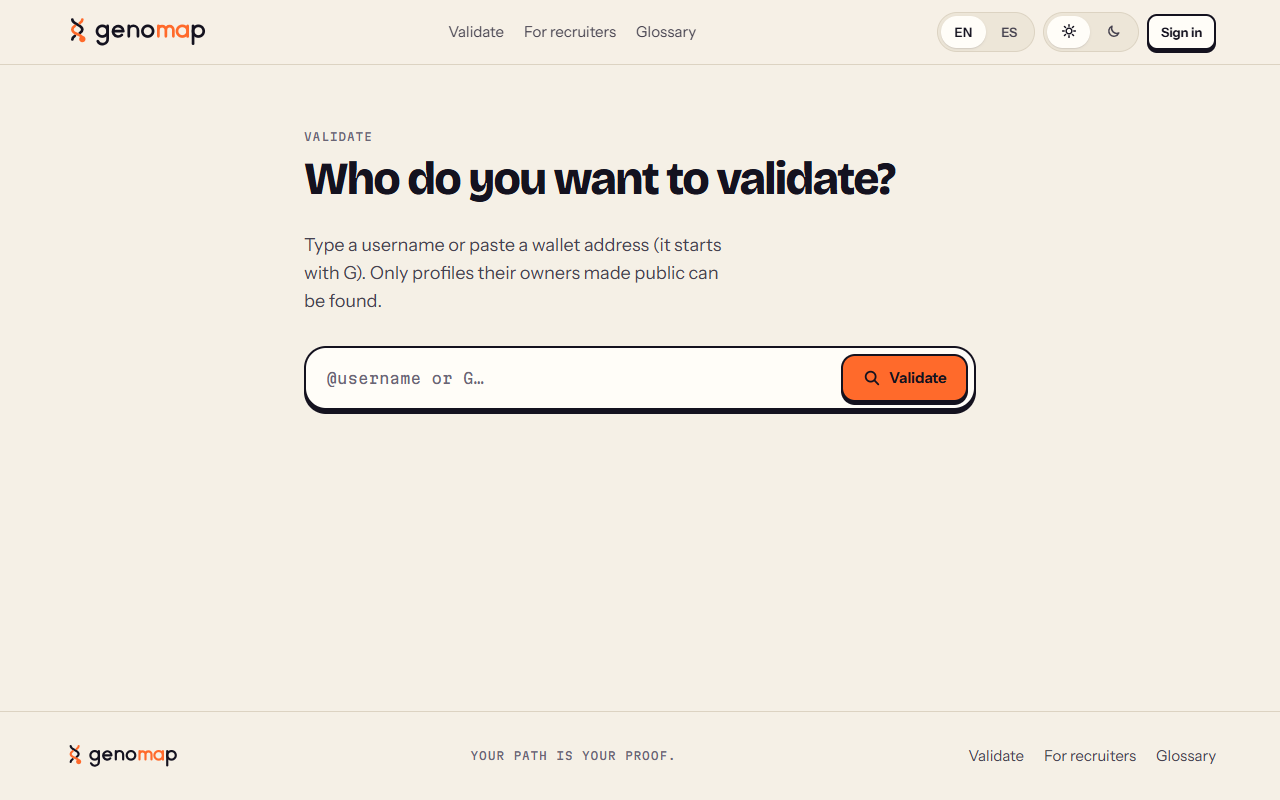 genomap
Validate
For recruiters
Glossary
EN
ES
Sign in
VALIDATE
Who do you want to validate?
Type a username or paste a wallet address (it starts
with G). Only profiles their owners made public can
be found.
@username or G…
Validate
genomap
YOUR PATH IS YOUR PROOF.
Validate
For recruiters
Glossary